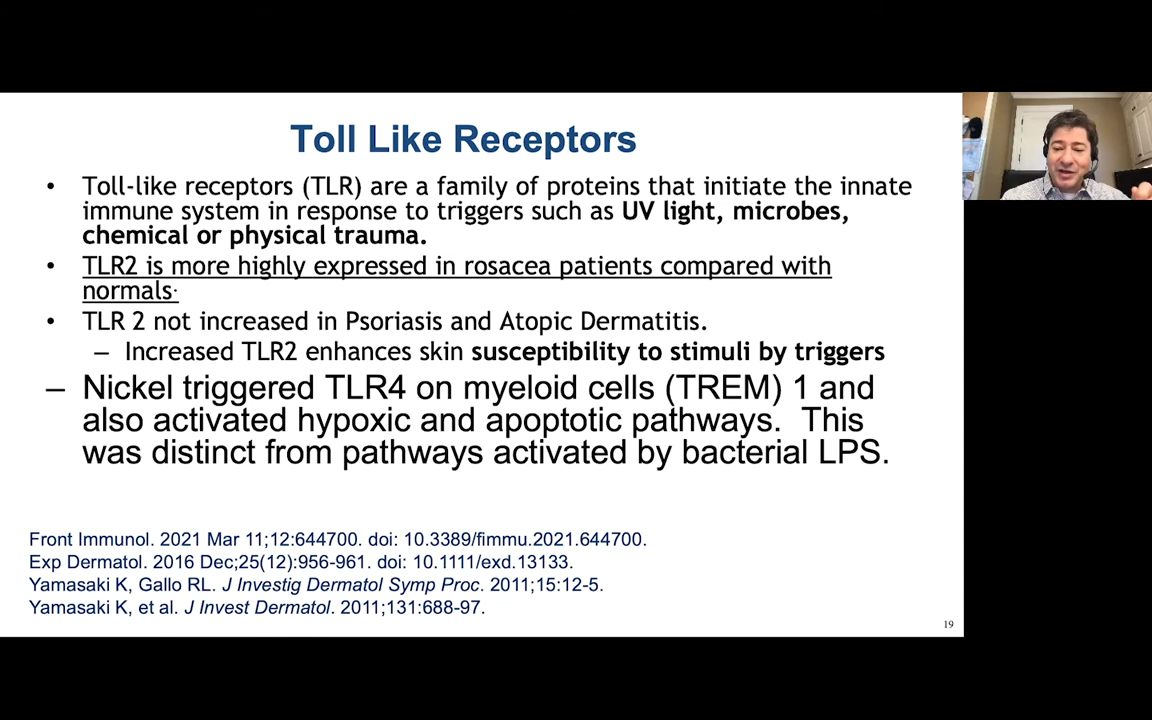 Toll Like Receptors
• Toll-like receptors (TLR) are a family of proteins that initiate the innate
immune system in response to triggers such as UV light, microbes,
chemical or physical trauma.
• TLR2 is more highly expressed in rosacea patients compared with
normals.
• TLR 2 not increased in Psoriasis and Atopic Dermatitis.
– Increased TLR2 enhances skin susceptibility to stimuli by triggers
– Nickel triggered TLR4 on myeloid cells (TREM) 1 and
also activated hypoxic and apoptotic pathways. This
was distinct from pathways activated by bacterial LPS.
Front Immunol. 2021 Mar 11;12:644700. doi: 10.3389/fimmu.2021.644700.
Exp Dermatol. 2016 Dec;25(12):956-961. doi: 10.1111/exd.13133.
Yamasaki K, Gallo RL. J Investig Dermatol Symp Proc. 2011;15:12-5.
Yamasaki K, et al. J Invest Dermatol. 2011;131:688-97.
19